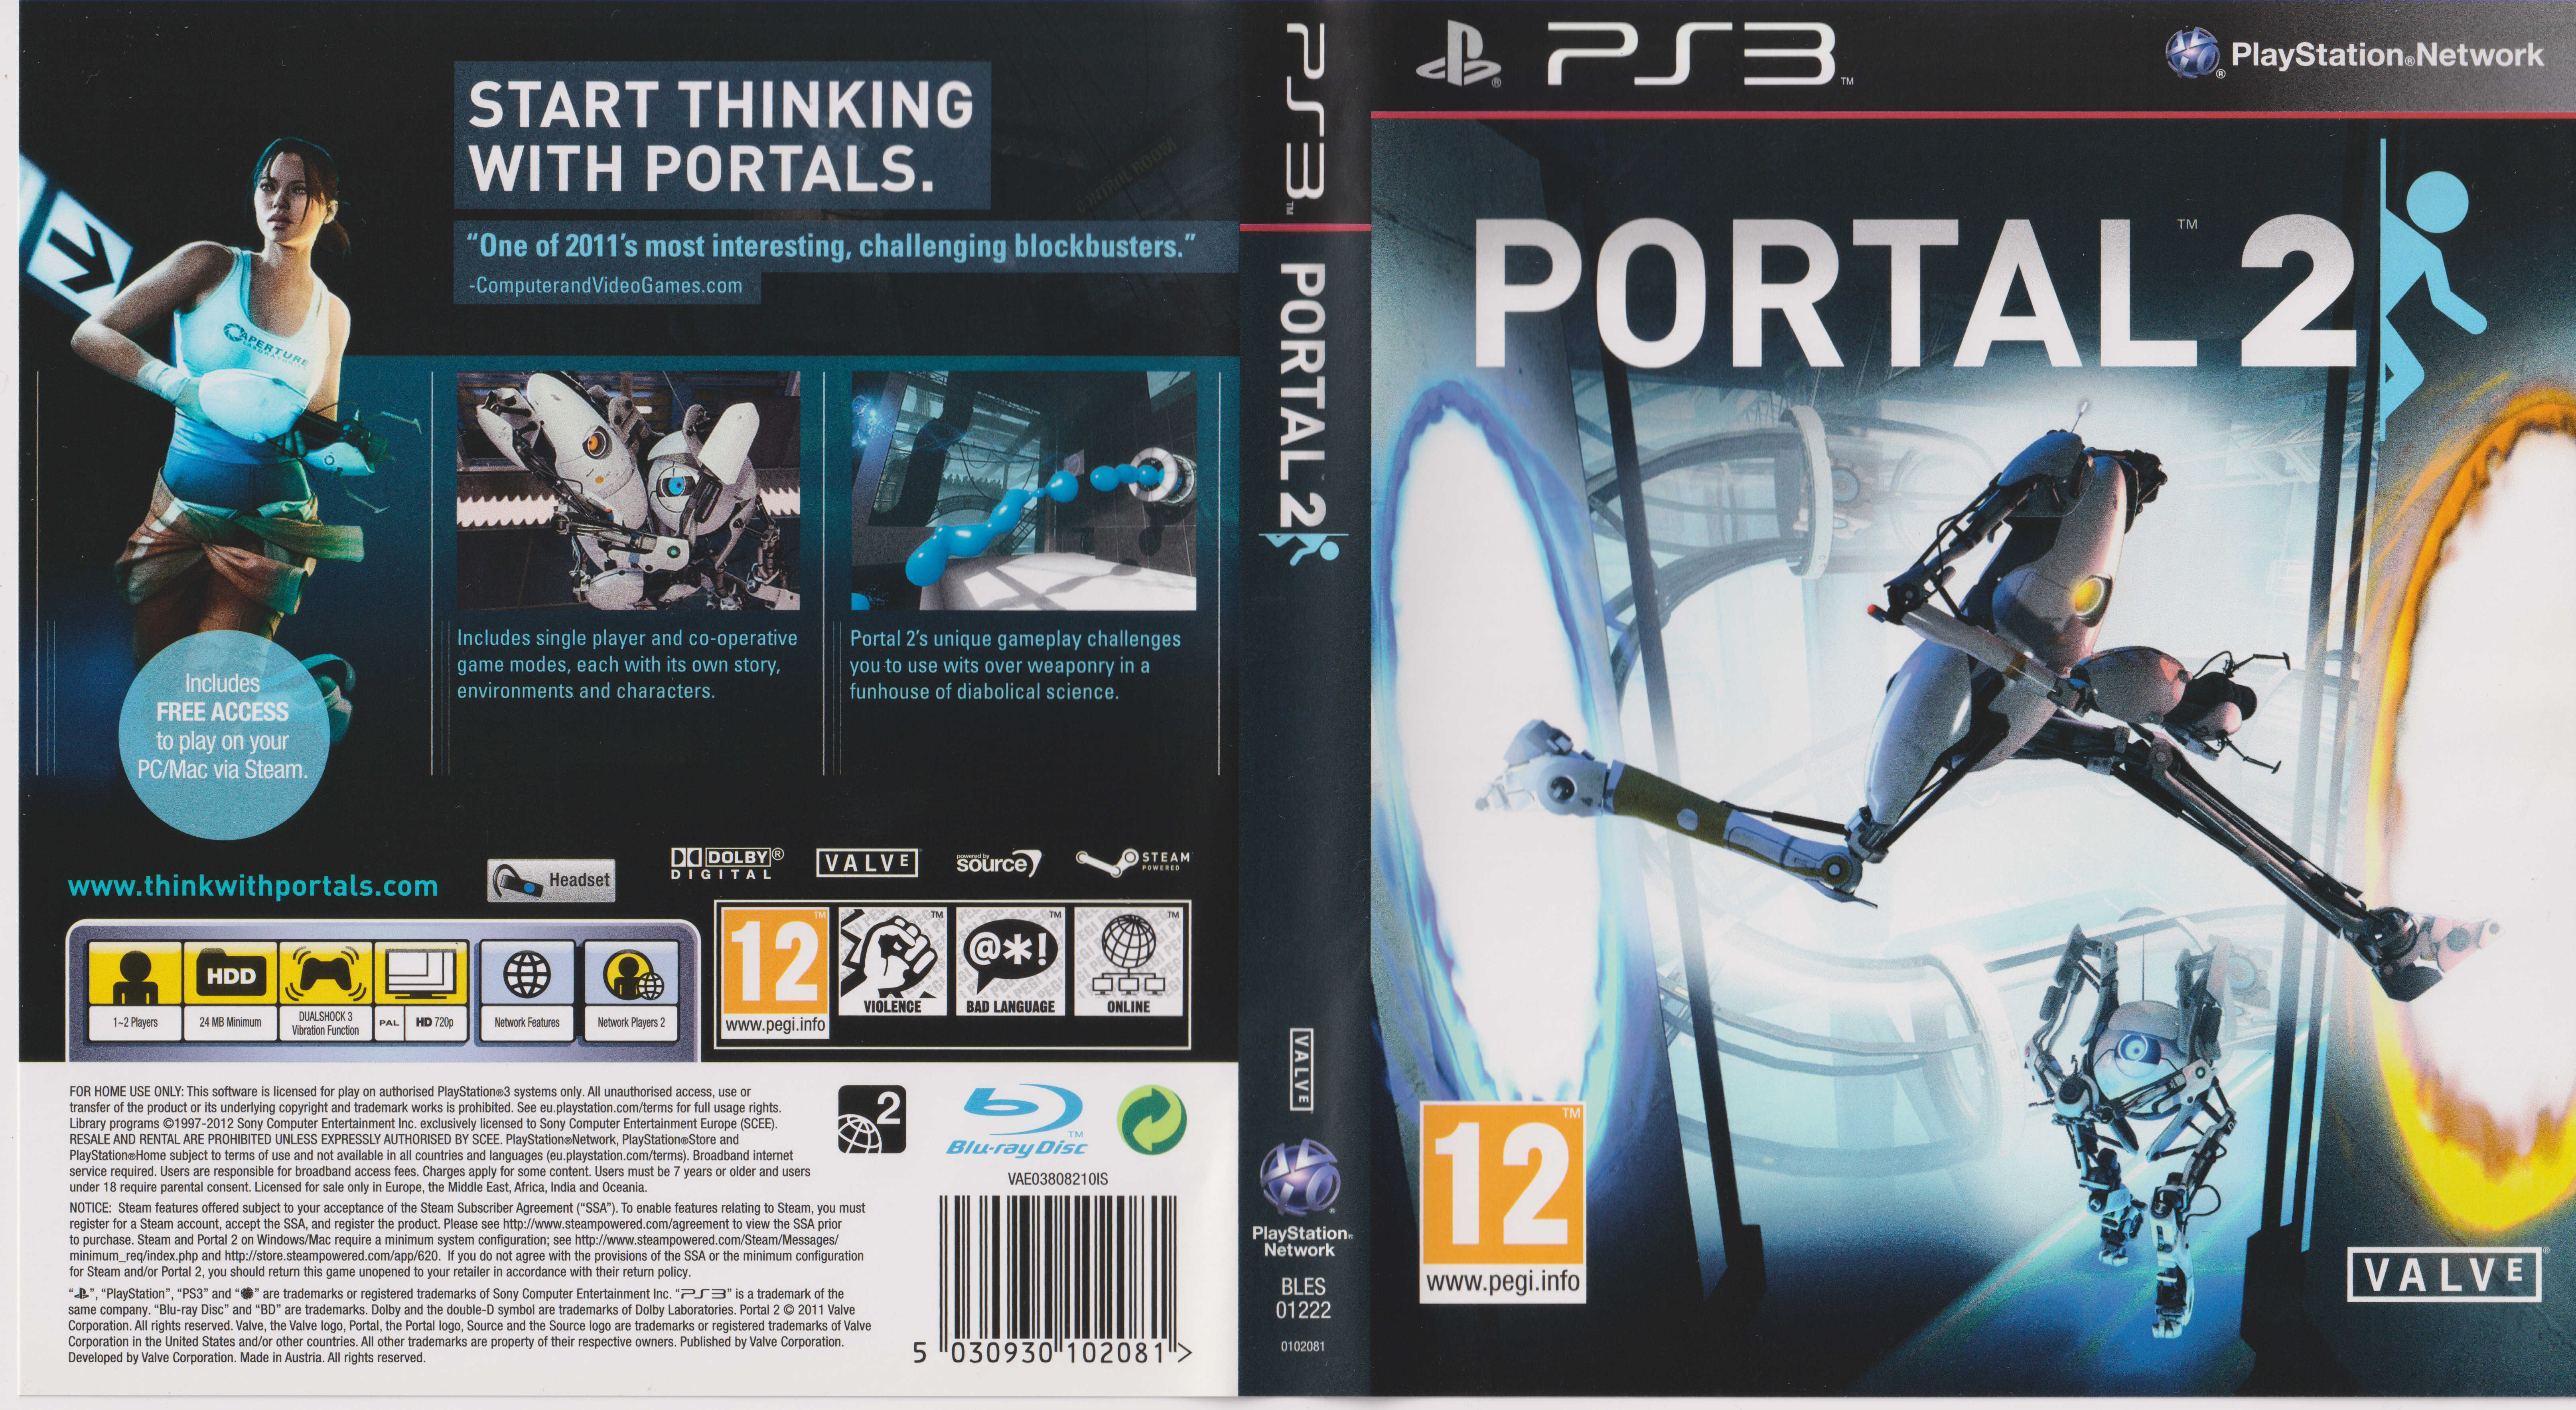 START THINKING
WITH PORTALS.
“One of 2011’s most interesting, challenging blockbusters.”
-ComputerandVideoGames.com
CONTROL ROOM
APERTURE
LABORATORIES
Includes
FREE ACCESS
to play on your
PC/Mac via Steam.
Includes single player and co-operative
game modes, each with its own story,
environments and characters.
Portal 2’s unique gameplay challenges
you to use wits over weaponry in a
funhouse of diabolical science.
www.thinkwithportals.com
Headset
DOLBY®
DIGITAL
VALVE
powered by
source
STEAM
POWERED
HDD
1~2 Players
24 MB Minimum
DUALSHOCK 3
Vibration Function
PAL
HD 720p
Network Features
Network Players 2
12™
www.pegi.info
™
VIOLENCE
@*!™
BAD LANGUAGE
™
ONLINE
FOR HOME USE ONLY: This software is licensed for play on authorised PlayStation®3 systems only. All unauthorised access, use or
transfer of the product or its underlying copyright and trademark works is prohibited. See eu.playstation.com/terms for full usage rights.
Library programs ©1997-2012 Sony Computer Entertainment Inc. exclusively licensed to Sony Computer Entertainment Europe (SCEE).
RESALE AND RENTAL ARE PROHIBITED UNLESS EXPRESSLY AUTHORISED BY SCEE. PlayStation®Network, PlayStation®Store and
PlayStation®Home subject to terms of use and not available in all countries and languages (eu.playstation.com/terms). Broadband internet
service required. Users are responsible for broadband access fees. Charges apply for some content. Users must be 7 years or older and users
under 18 require parental consent. Licensed for sale only in Europe, the Middle East, Africa, India and Oceania.
NOTICE: Steam features offered subject to your acceptance of the Steam Subscriber Agreement (“SSA”). To enable features relating to Steam, you must
register for a Steam account, accept the SSA, and register the product. Please see http://www.steampowered.com/agreement to view the SSA prior
to purchase. Steam and Portal 2 on Windows/Mac require a minimum system configuration; see http://www.steampowered.com/Steam/Messages/
minimum_req/index.php and http://store.steampowered.com/app/620. If you do not agree with the provisions of the SSA or the minimum configuration
for Steam and/or Portal 2, you should return this game unopened to your retailer in accordance with their return policy.
“”, “PlayStation”, “PS3” and “” are trademarks or registered trademarks of Sony Computer Entertainment Inc. “PS3” is a trademark of the
same company. “Blu-ray Disc” and “BD” are trademarks. Dolby and the double-D symbol are trademarks of Dolby Laboratories. Portal 2 © 2011 Valve
Corporation. All rights reserved. Valve, the Valve logo, Portal, the Portal logo, Source and the Source logo are trademarks or registered trademarks of Valve
Corporation in the United States and/or other countries. All other trademarks are property of their respective owners. Published by Valve Corporation.
Developed by Valve Corporation. Made in Austria. All rights reserved.
2
Blu-ray Disc™
VAE03808210IS
5 030930 102081 >
PS3™
PORTAL 2
VALVE
PlayStation®
Network
BLES
01222
0102081
PS3™
PlayStation®Network
PORTAL™ 2
12™
www.pegi.info
VALVE®